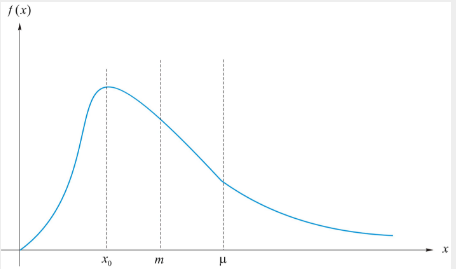 f(x)
x
x₀ m μ